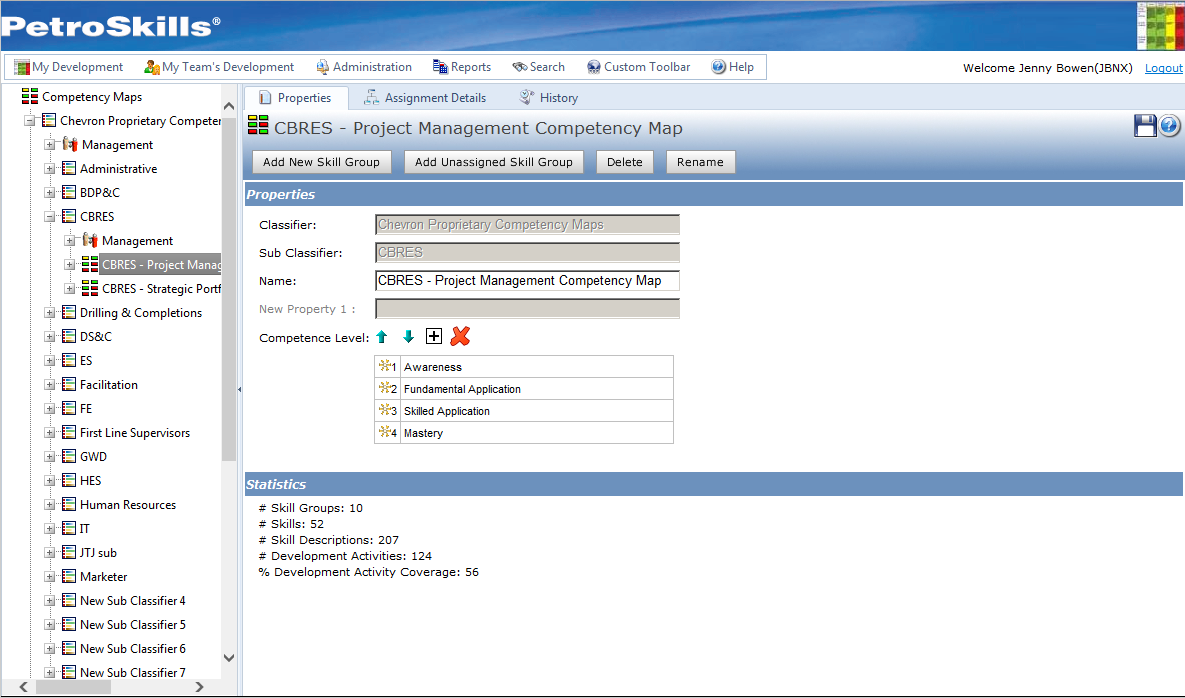 PetroSkills®
My Development My Team's Development Administration Reports Search Custom Toolbar Help
Welcome Jenny Bowen(JBNX) Logout
Competency Maps
Chevron Proprietary Competer
Management
Administrative
BDP&C
CBRES
Management
CBRES - Project Manag
CBRES - Strategic Portf
Drilling & Completions
DS&C
ES
Facilitation
FE
First Line Supervisors
GWD
HES
Human Resources
IT
JTJ sub
Marketer
New Sub Classifier 4
New Sub Classifier 5
New Sub Classifier 6
New Sub Classifier 7
Properties Assignment Details History
CBRES - Project Management Competency Map
Add New Skill Group Add Unassigned Skill Group Delete Rename
Properties
Classifier: Chevron Proprietary Competency Maps
Sub Classifier: CBRES
Name: CBRES - Project Management Competency Map
New Property 1 :
Competence Level:
1 Awareness
2 Fundamental Application
3 Skilled Application
4 Mastery
Statistics
# Skill Groups: 10
# Skills: 52
# Skill Descriptions: 207
# Development Activities: 124
% Development Activity Coverage: 56